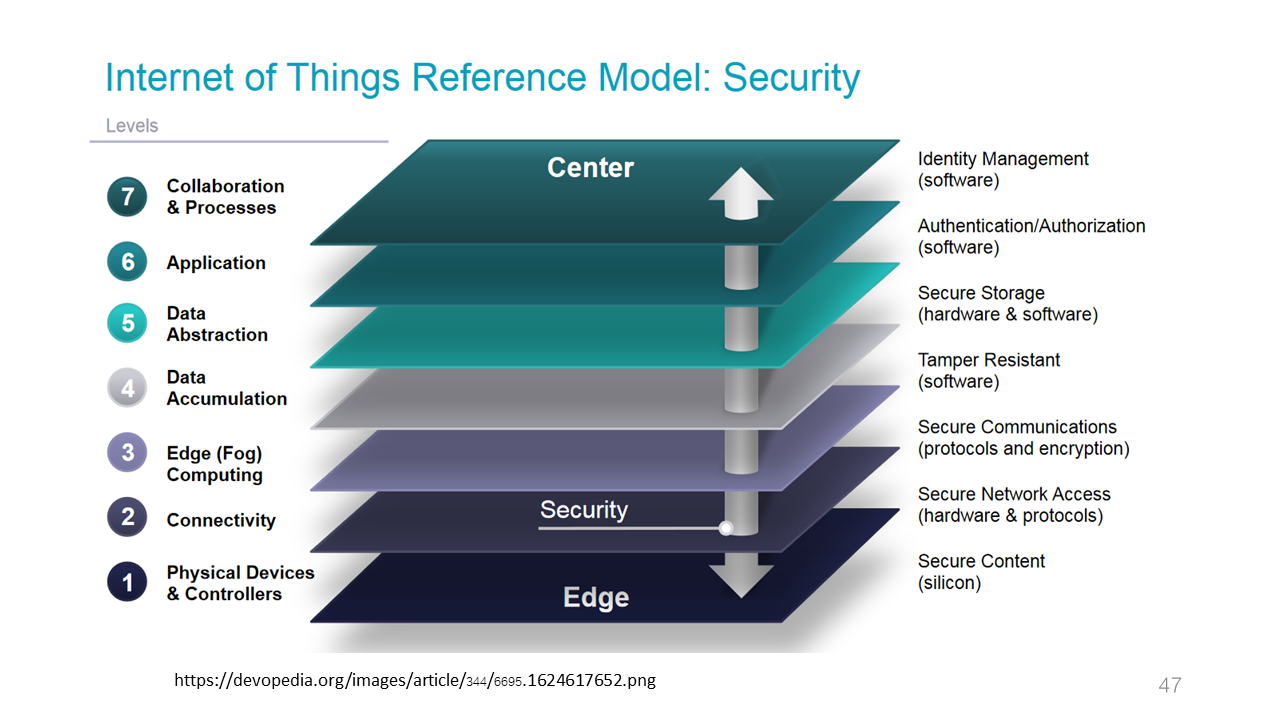 Internet of Things Reference Model: Security
Levels
7
Collaboration
& Processes
6
Application
5
Data
Abstraction
4
Data
Accumulation
3
Edge (Fog)
Computing
2
Connectivity
1
Physical Devices
& Controllers
Center
Security
Edge
Identity Management
(software)
Authentication/Authorization
(software)
Secure Storage
(hardware & software)
Tamper Resistant
(software)
Secure Communications
(protocols and encryption)
Secure Network Access
(hardware & protocols)
Secure Content
(silicon)
https://devopedia.org/images/article/344/6695.1624617652.png
47